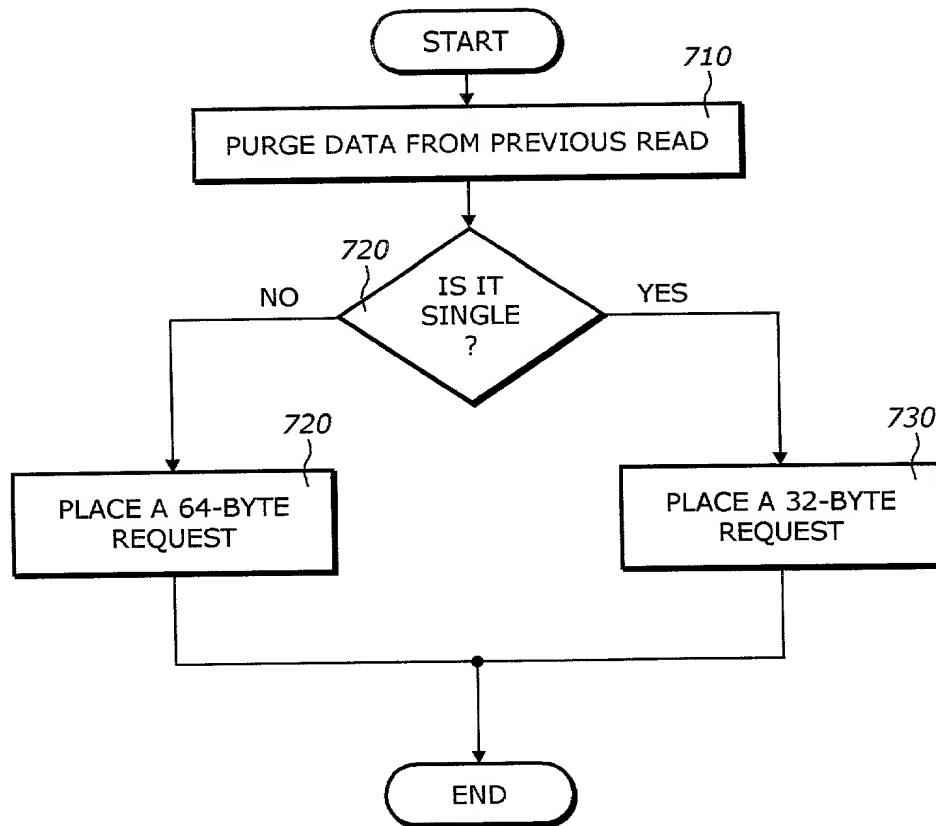 START
710
PURGE DATA FROM PREVIOUS READ
720
IS IT
SINGLE
?
NO
YES
720
PLACE A 64-BYTE
REQUEST
730
PLACE A 32-BYTE
REQUEST
END